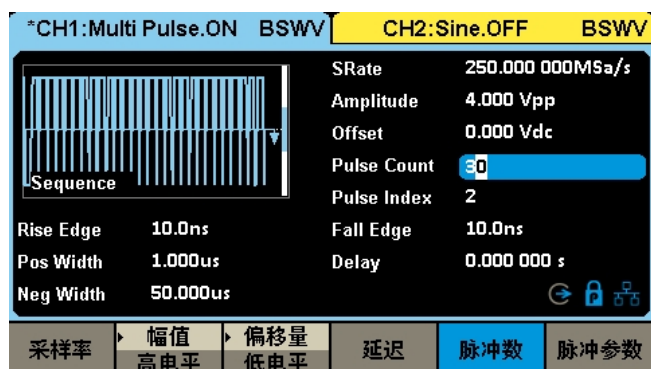 *CH1:Multi Pulse.ON BSWV CH2:Sine.OFF BSWV
Sequence
SRate 250.000 000MSa/s
Amplitude 4.000 Vpp
Offset 0.000 Vdc
Pulse Count 30
Pulse Index 2
Rise Edge 10.0ns Fall Edge 10.0ns
Pos Width 1.000us Delay 0.000 000 s
Neg Width 50.000us
采样率 幅值 偏移量 延迟 脉冲数 脉冲参数
高电平 低电平